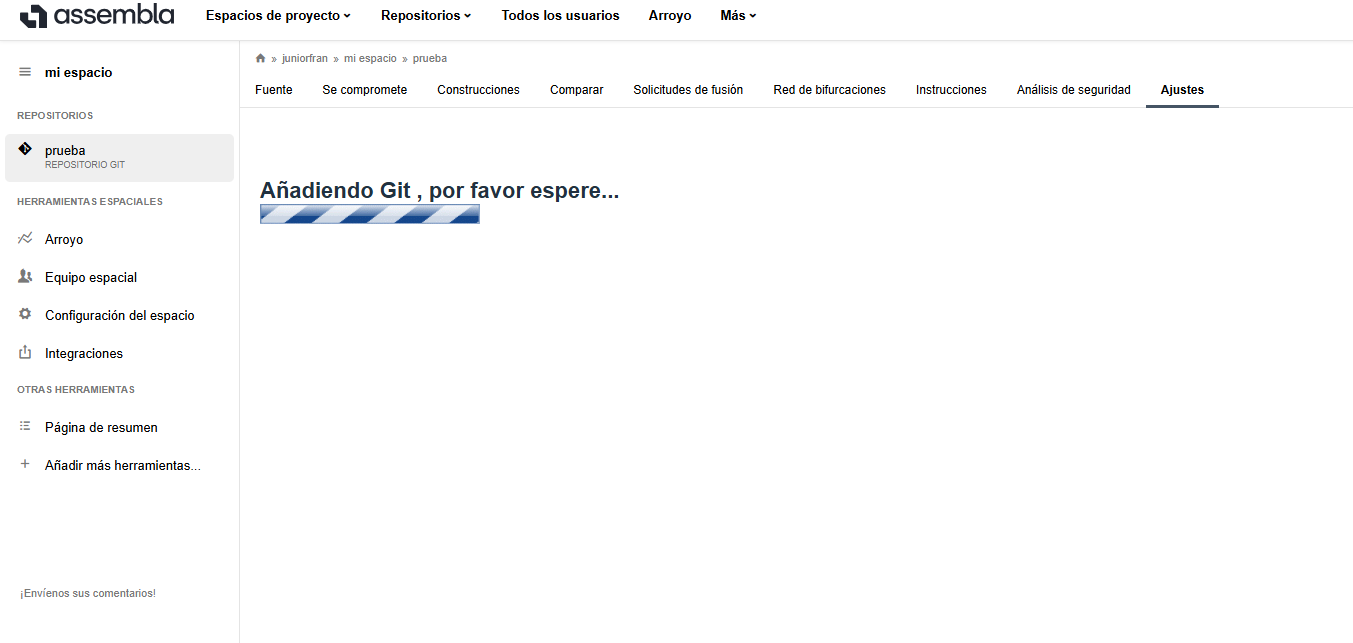 assembla
Espacios de proyecto
Repositorios
Todos los usuarios
Arroyo
Más
mi espacio
REPOSITORIOS
prueba
REPOSITORIO GIT
HERRAMIENTAS ESPACIALES
Arroyo
Equipo espacial
Configuración del espacio
Integraciones
OTRAS HERRAMIENTAS
Página de resumen
+ Añadir más herramientas...
¡Envíenos sus comentarios!
» juniorfran » mi espacio » prueba
Fuente
Se compromete
Construcciones
Comparar
Solicitudes de fusión
Red de bifurcaciones
Instrucciones
Análisis de seguridad
Ajustes
Añadiendo Git , por favor espere...